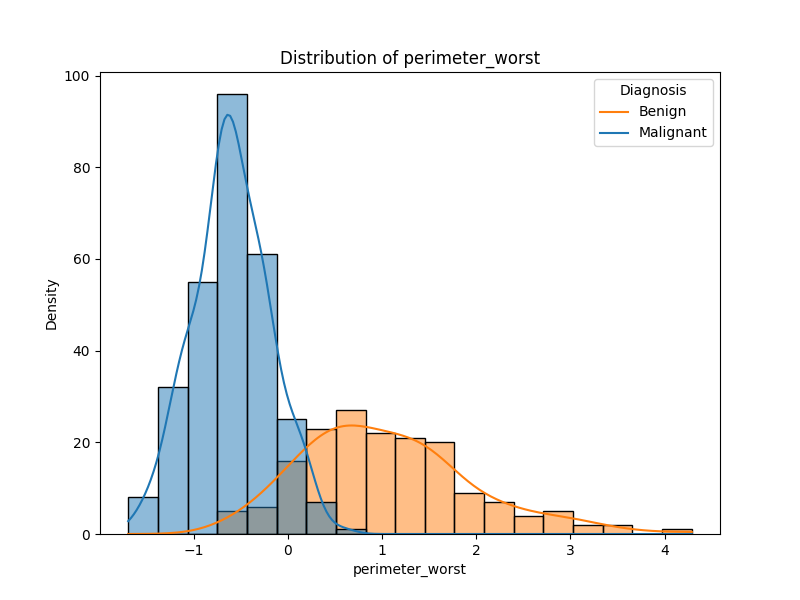 Distribution of perimeter_worst
Diagnosis
Benign
Malignant
Density
100
80
60
40
20
0
−1
0
1
2
3
4
perimeter_worst